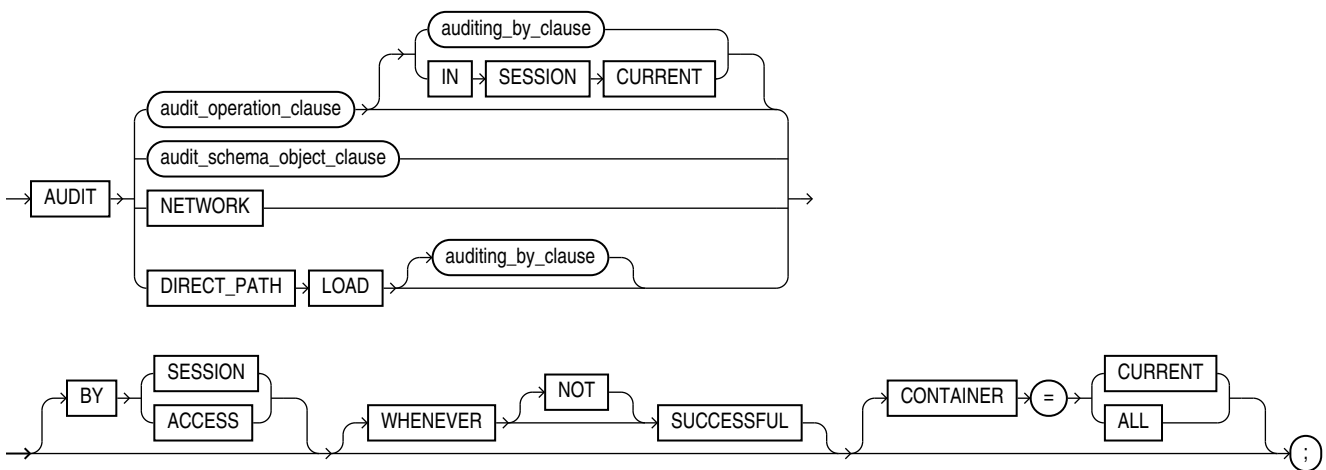 auditing_by_clause
IN SESSION CURRENT
audit_operation_clause
audit_schema_object_clause
AUDIT
NETWORK
auditing_by_clause
DIRECT_PATH LOAD
SESSION
BY
ACCESS
NOT
WHENEVER SUCCESSFUL
CURRENT
CONTAINER =
ALL
;